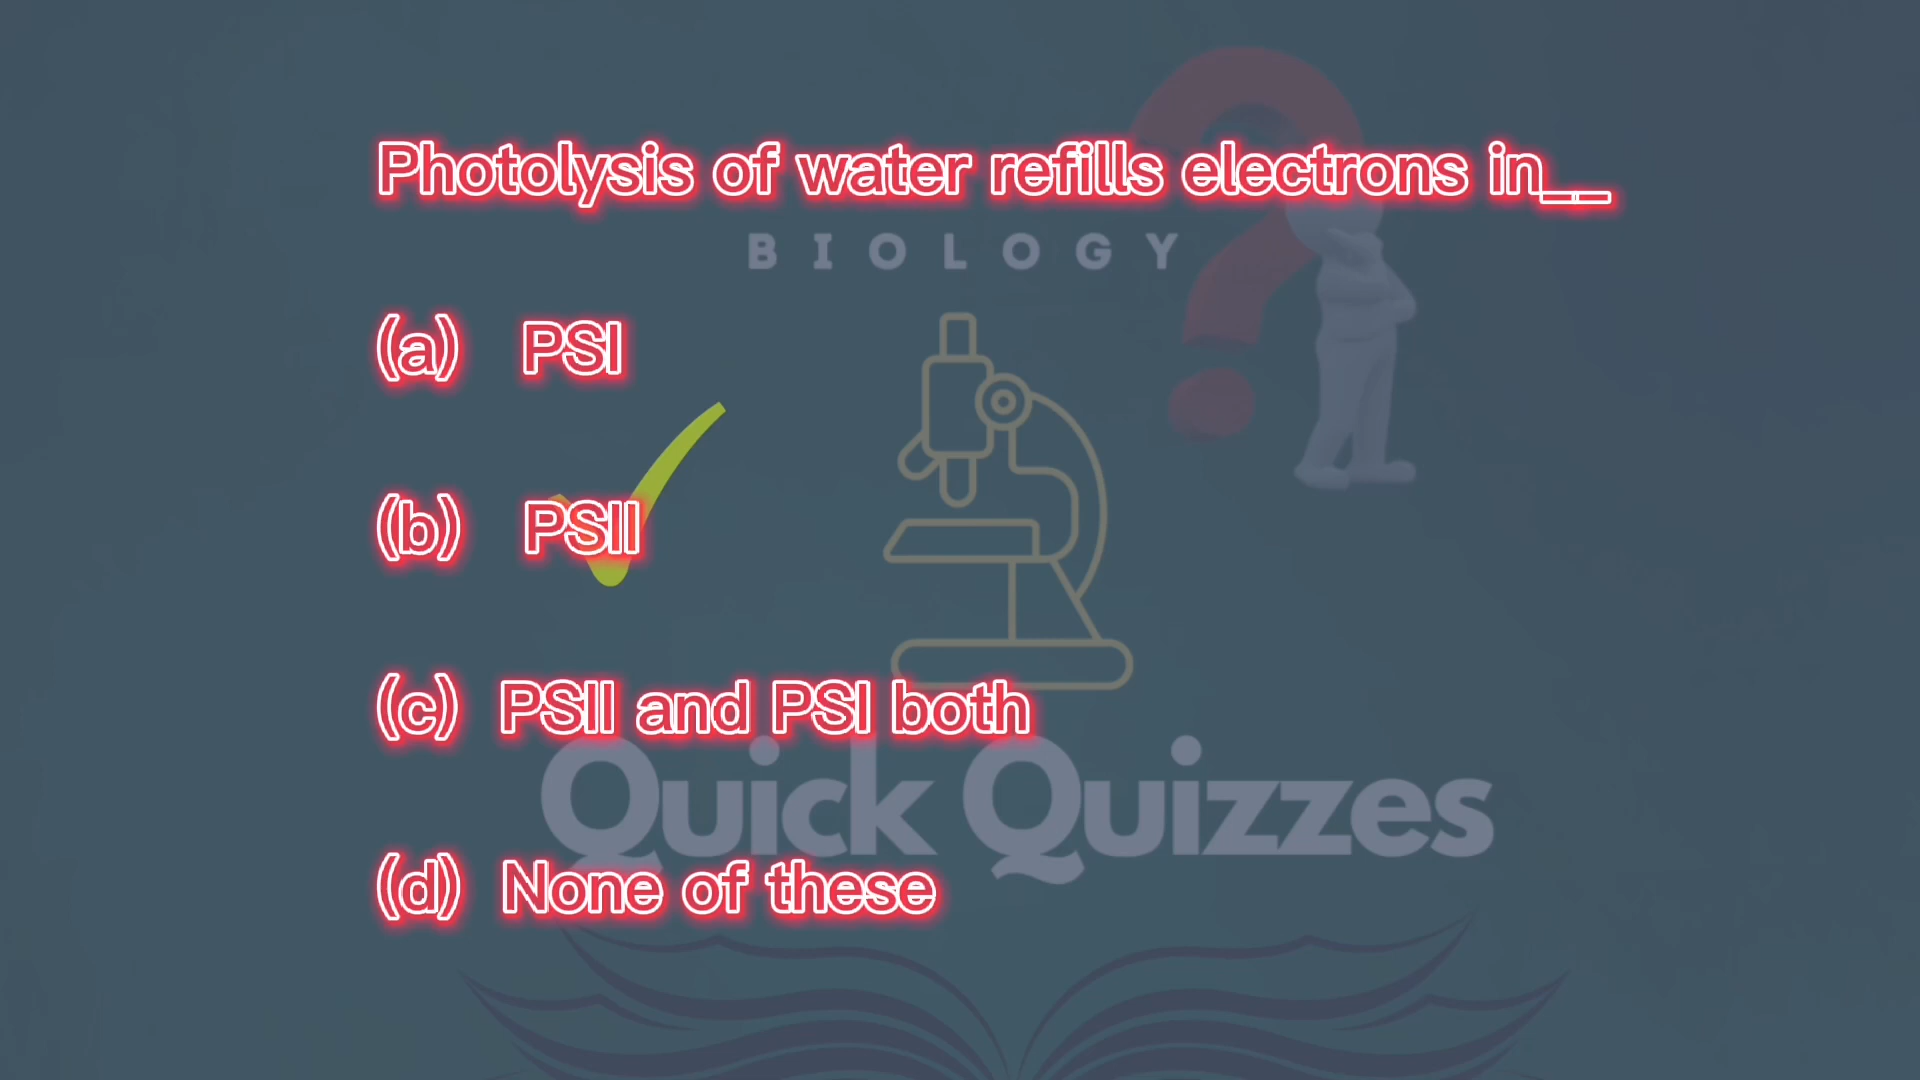 Photolysis of water refills electrons in__
BIOLOGY
(a) PSI
(b) PSII
(c) PSII and PSI both
Quick Quizzes
(d) None of these